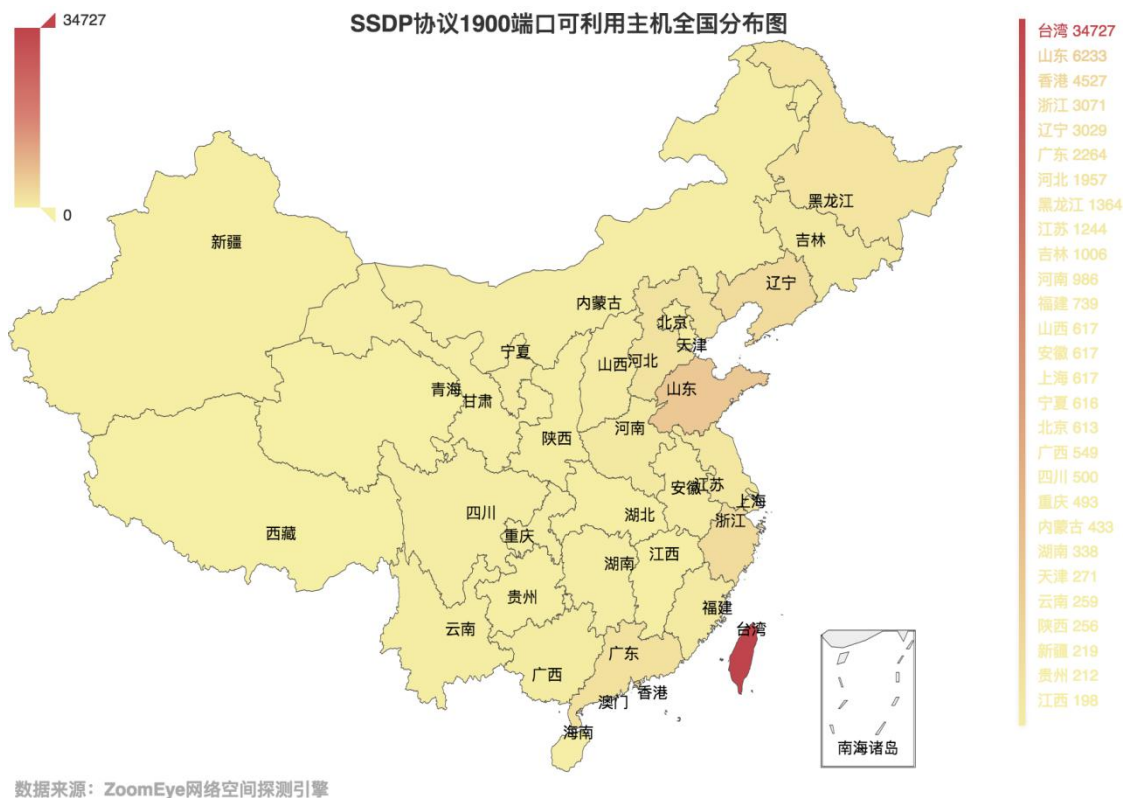 34727
SSDP协议1900端口可利用主机全国分布图
0
台湾 34727
山东 6233
香港 4527
浙江 3071
辽宁 3029
广东 2264
河北 1957
黑龙江 1364
江苏 1244
吉林 1006
河南 986
福建 739
山西 617
安徽 617
上海 617
宁夏 616
北京 613
广西 549
四川 500
重庆 493
内蒙古 433
湖南 338
天津 271
云南 259
陕西 256
新疆 219
贵州 212
江西 198
黑龙江
新疆
吉林
辽宁
内蒙古
北京
天津
宁夏
山西
河北
青海
甘肃
山东
河南
陕西
安徽
江苏
上海
四川
湖北
浙江
西藏
重庆
湖南
江西
贵州
福建
云南
台湾
广东
广西
香港
澳门
海南
南海诸岛
数据来源：ZoomEye网络空间探测引擎